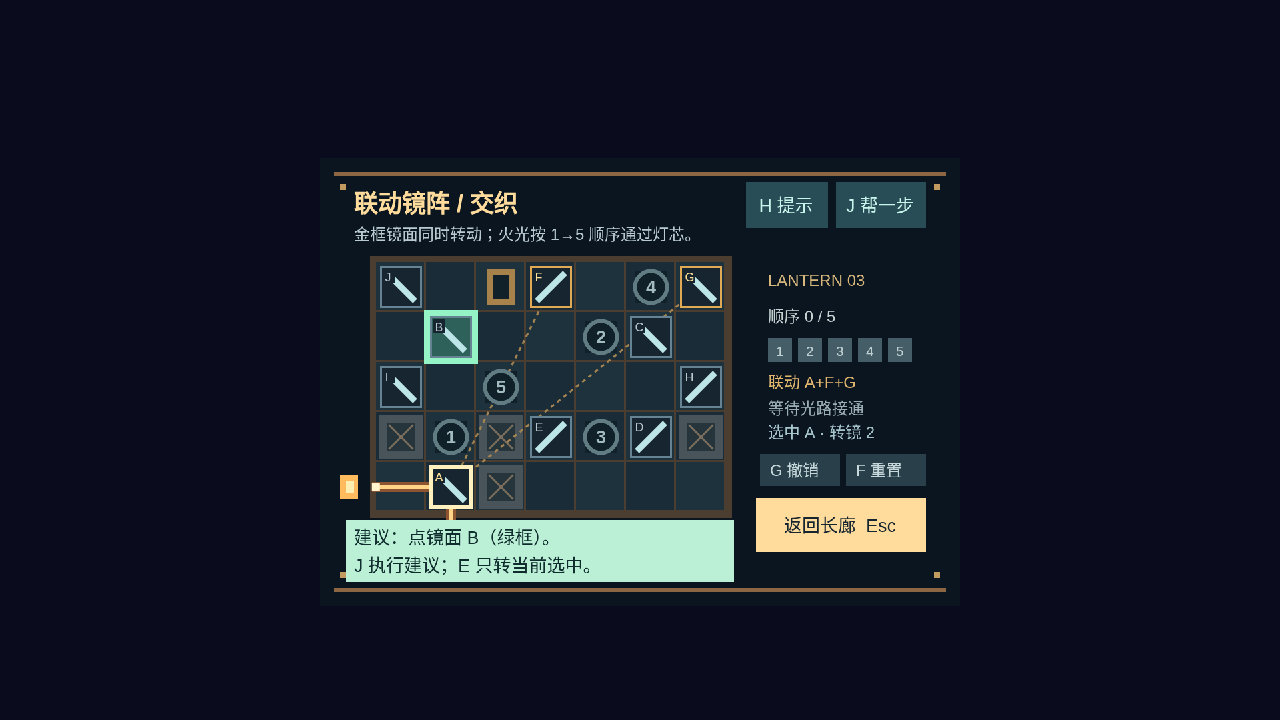 联动镜阵 / 交织
H 提示
J 帮一步
金框镜面同时转动；火光按 1→5 顺序通过灯芯。
J
F
4
G
B
2
C
I
5
H
1
E
3
D
A
LANTERN 03
顺序 0 / 5
1 2 3 4 5
联动 A+F+G
等待光路接通
选中 A · 转镜 2
G 撤销
F 重置
返回长廊 Esc
建议：点镜面 B（绿框）。
J 执行建议；E 只转当前选中。